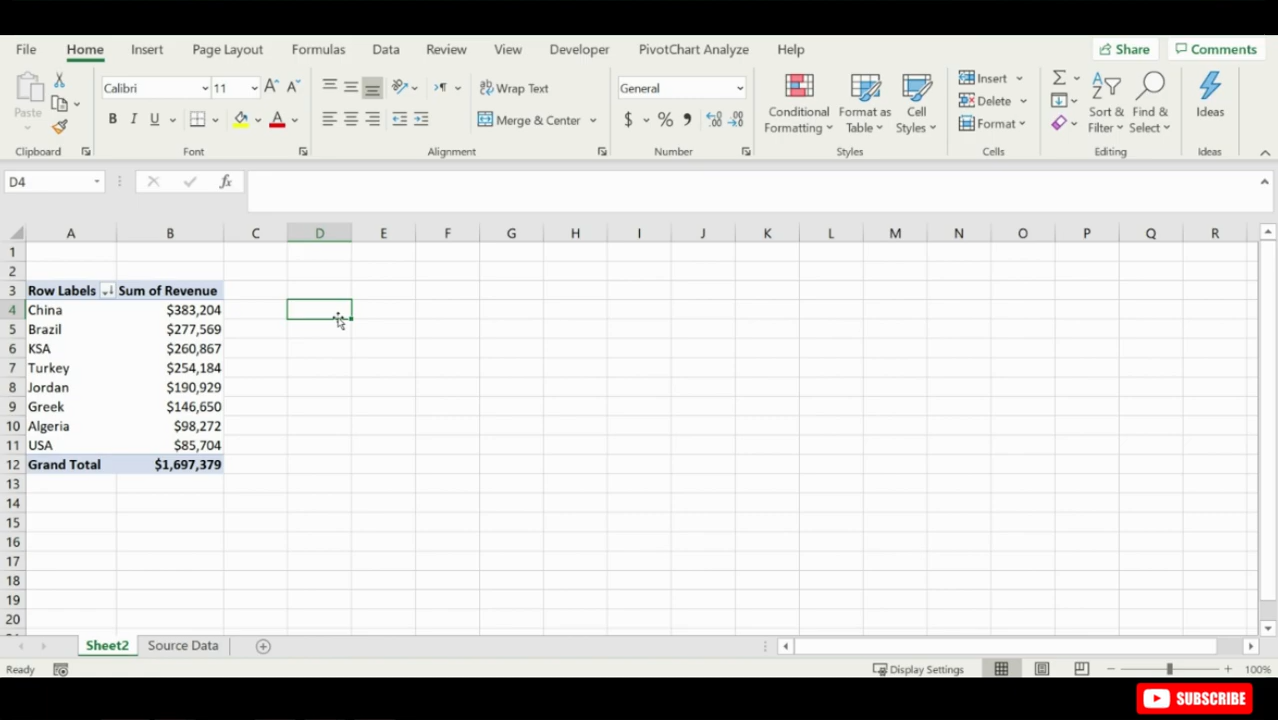 File Home Insert Page Layout Formulas Data Review View Developer PivotChart Analyze Help Share Comments
Paste
Clipboard
Calibri 11
B I U
Font
Wrap Text
Merge & Center
Alignment
General
$ %
Number
Conditional Formatting
Format as Table
Cell Styles
Styles
Insert
Delete
Format
Cells
Sort & Filter
Find & Select
Editing
Ideas
Ideas
D4 fx
A B C D E F G H I J K L M N O P Q R
1
2
3 Row Labels Sum of Revenue
4 China $383,204
5 Brazil $277,569
6 KSA $260,867
7 Turkey $254,184
8 Jordan $190,929
9 Greek $146,650
10 Algeria $98,272
11 USA $85,704
12 Grand Total $1,697,379
13
14
15
16
17
18
19
20
Sheet2 Source Data
Ready Display Settings 100%
SUBSCRIBE